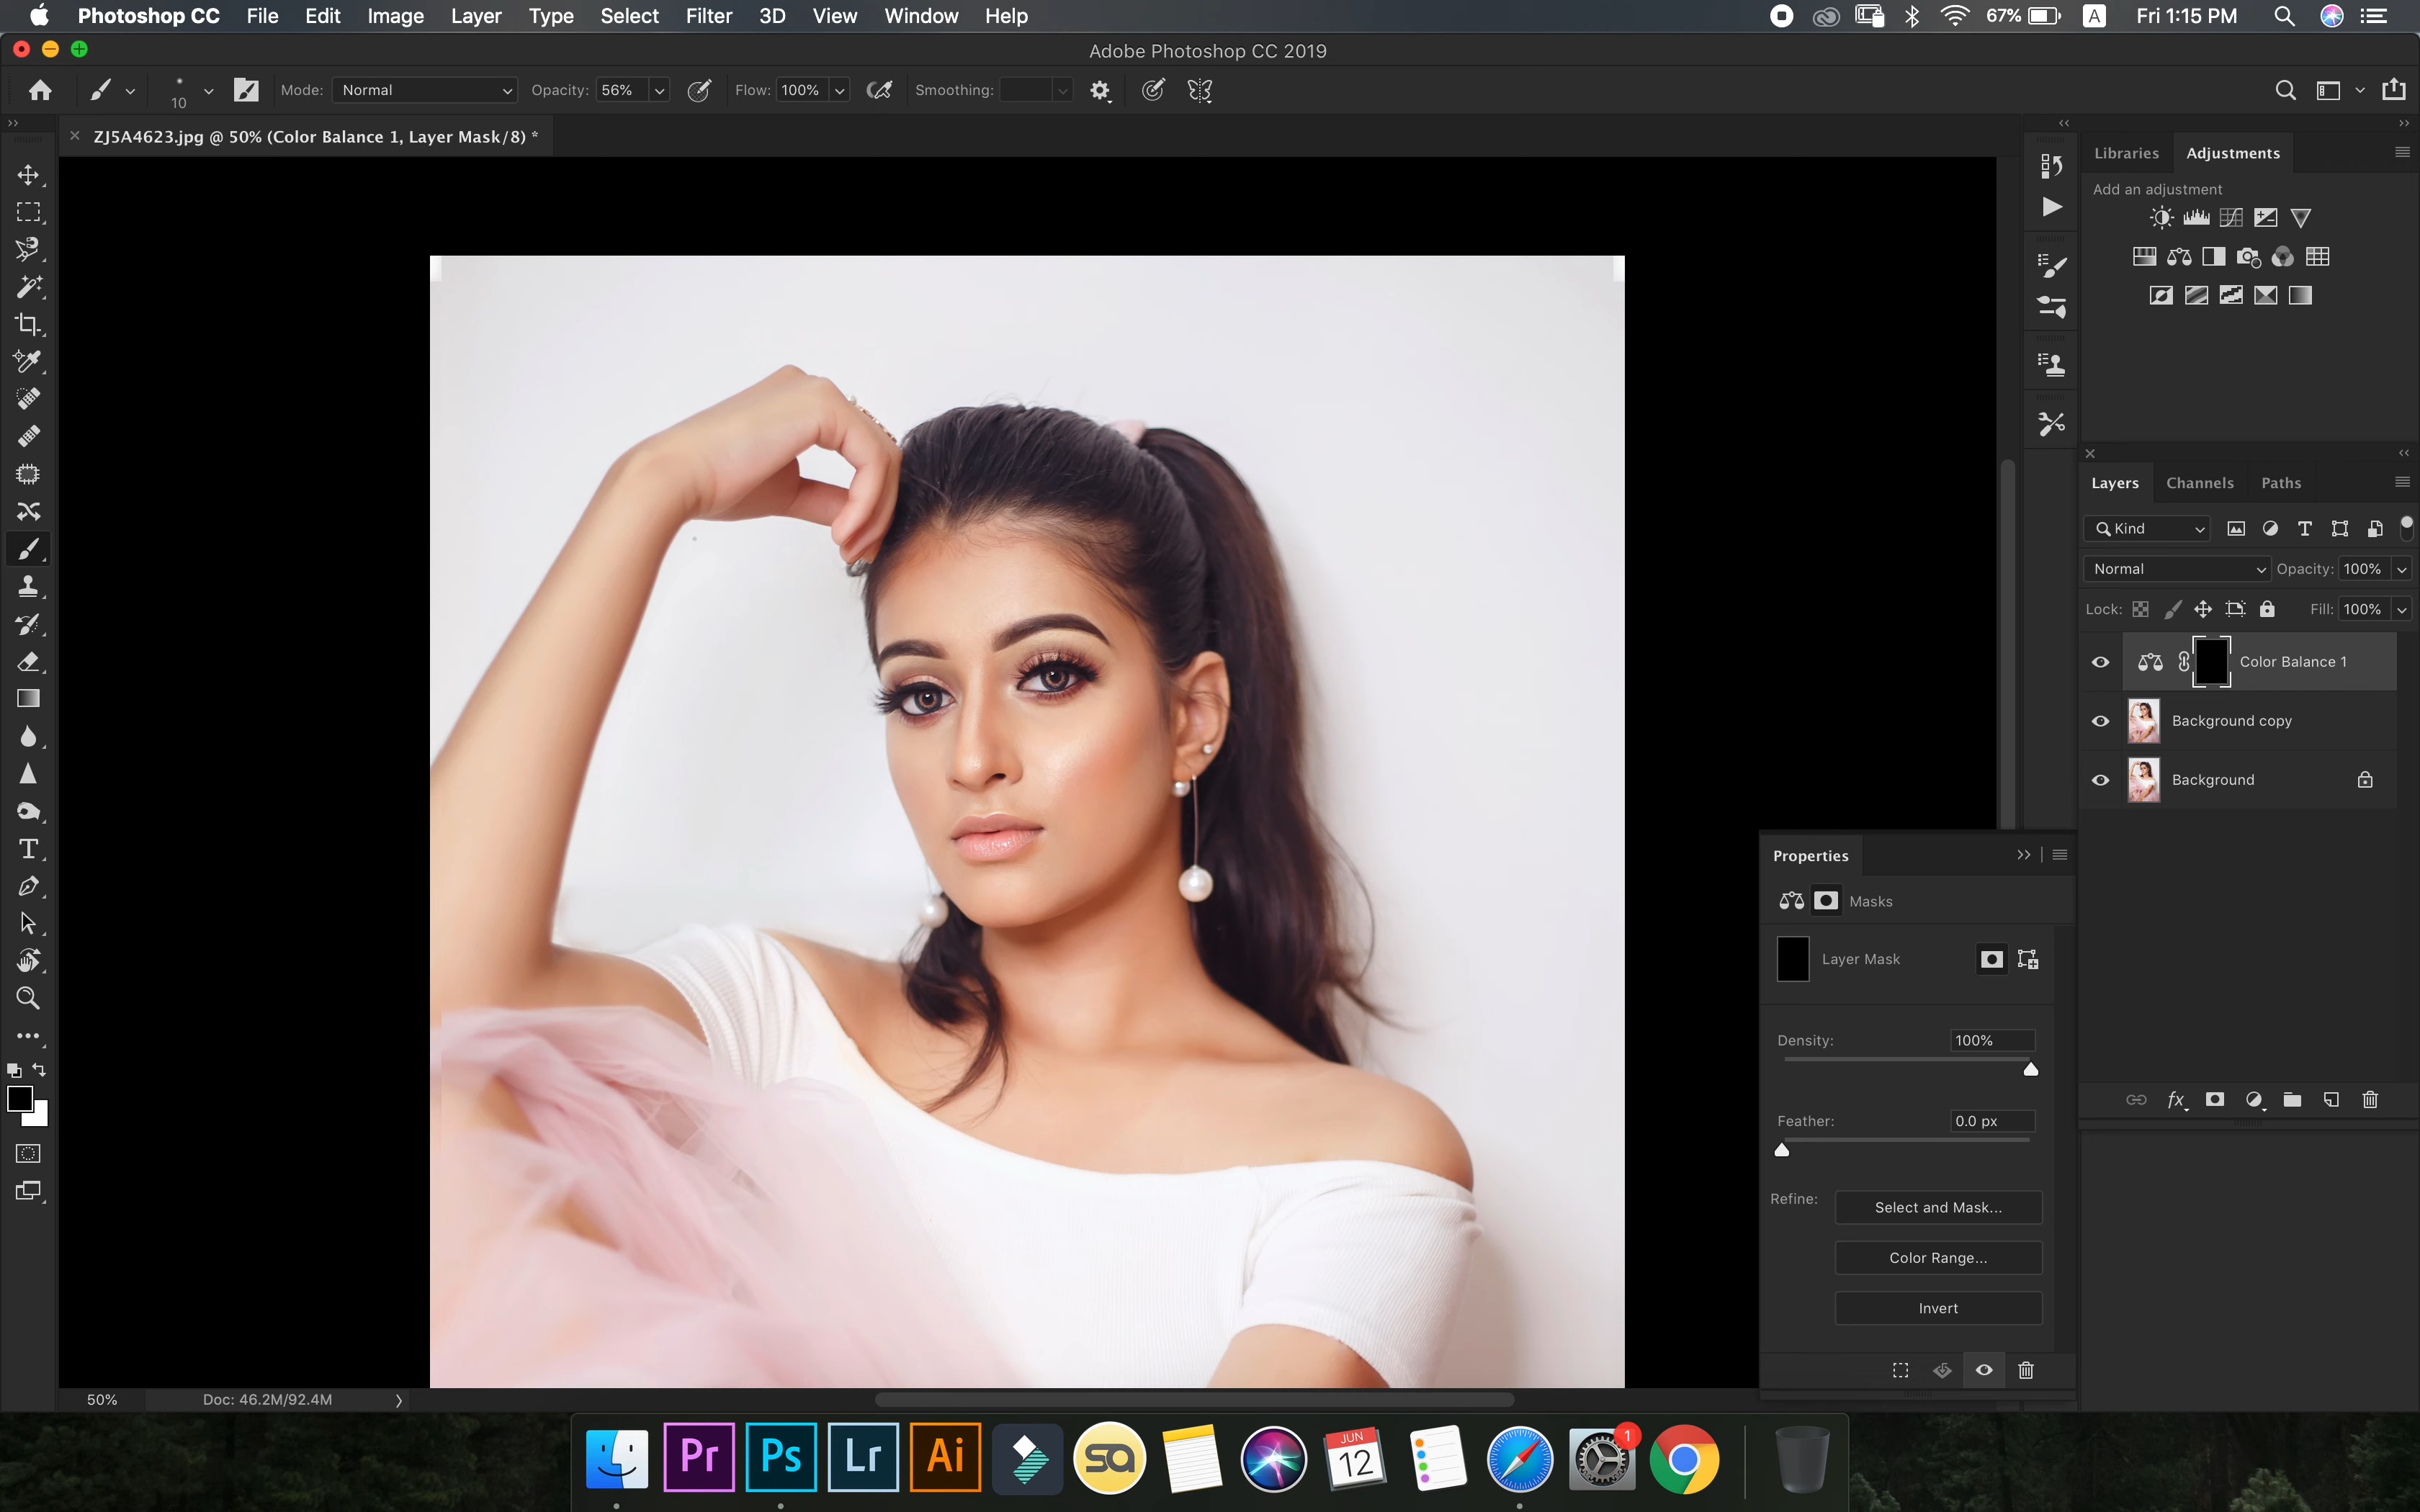 Photoshop CC File Edit Image Layer Type Select Filter 3D View Window Help 67% A Fri 1:15 PM
Adobe Photoshop CC 2019
10 Mode: Normal Opacity: 56% Flow: 100% Smoothing:
ZJ5A4623.jpg @ 50% (Color Balance 1, Layer Mask/8) *
Libraries Adjustments
Add an adjustment
Layers Channels Paths
Kind
Normal Opacity: 100%
Lock: Fill: 100%
Color Balance 1
Background copy
Background
Properties
Masks
Layer Mask
Density: 100%
Feather: 0.0 px
Refine: Select and Mask...
Color Range...
Invert
50% Doc: 46.2M/92.4M
Pr Ps Lr Ai sa JUN 12 1